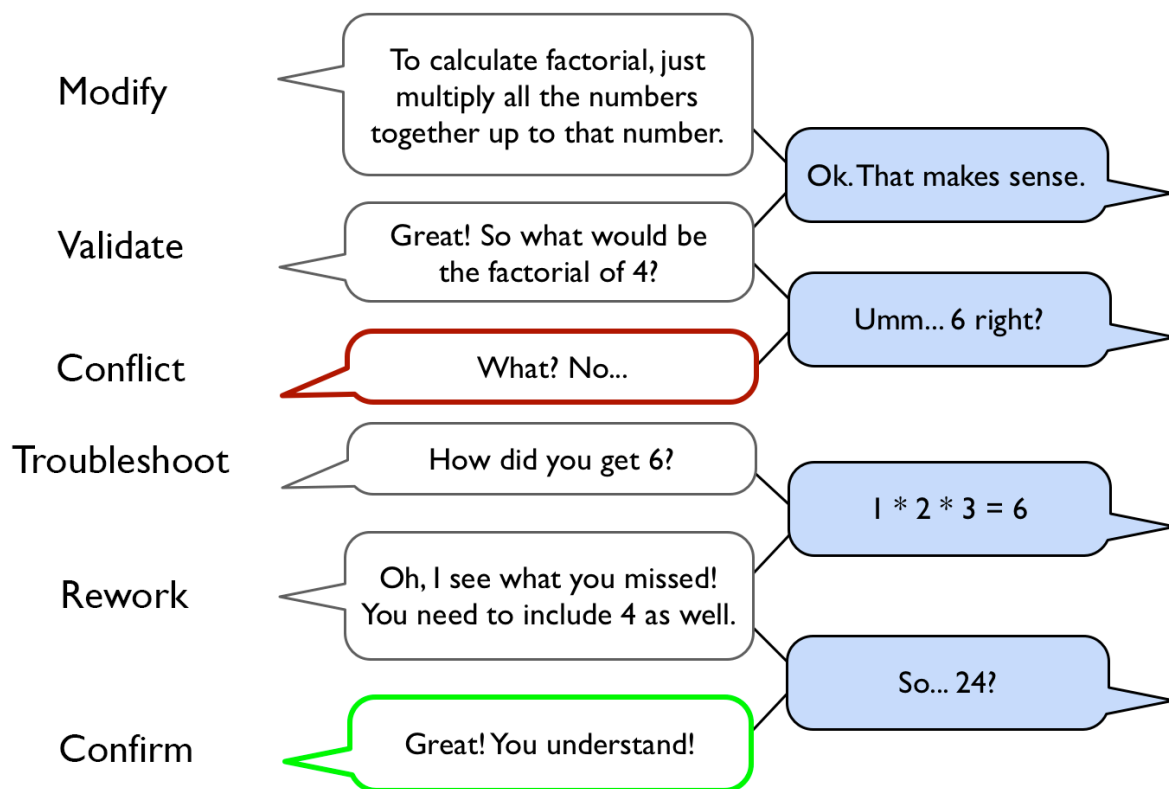 Modify
To calculate factorial, just
multiply all the numbers
together up to that number.
Ok. That makes sense.
Validate
Great! So what would be
the factorial of 4?
Umm... 6 right?
Conflict
What? No...
Troubleshoot
How did you get 6?
1 * 2 * 3 = 6
Rework
Oh, I see what you missed!
You need to include 4 as well.
So... 24?
Confirm
Great! You understand!